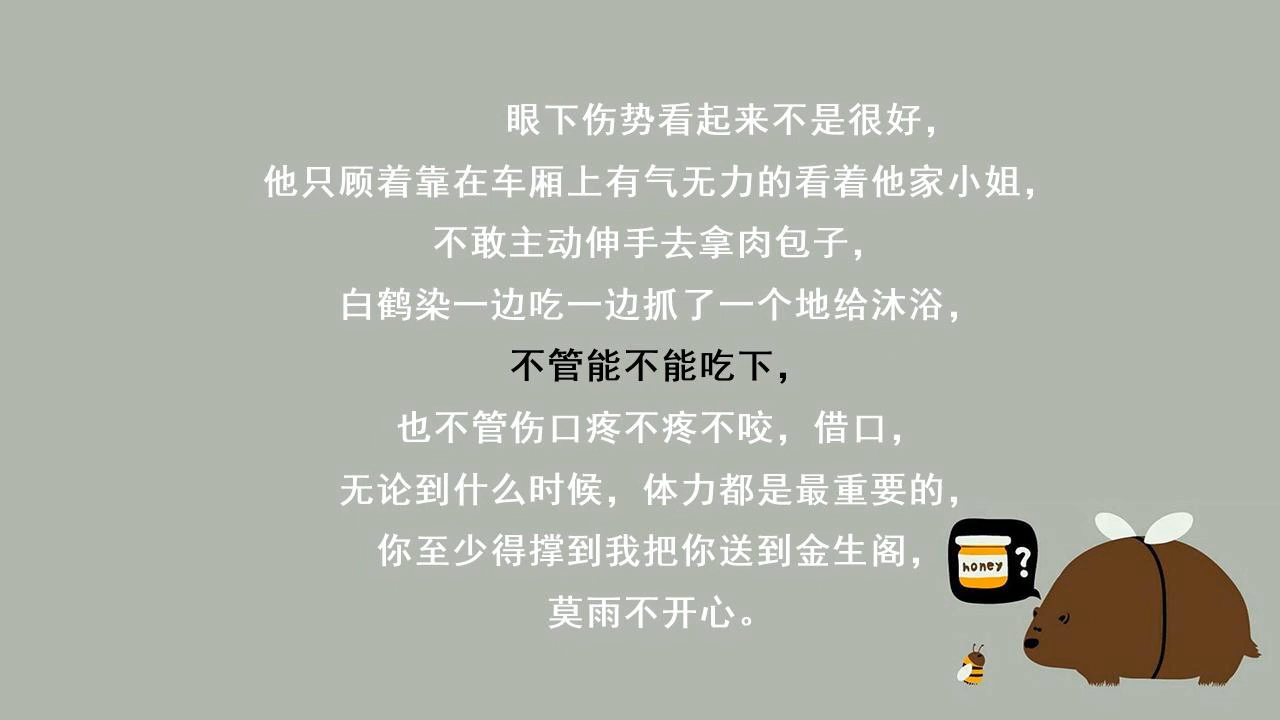 眼下伤势看起来不是很好，
他只顾着靠在车厢上有气无力的看着他家小姐，
不敢主动伸手去拿肉包子，
白鹤染一边吃一边抓了一个地给沐浴，
不管能不能吃下，
也不管伤口疼不疼不咬，借口，
无论到什么时候，体力都是最重要的，
你至少得撑到我把你送到金生阁，
莫雨不开心。
honey ?